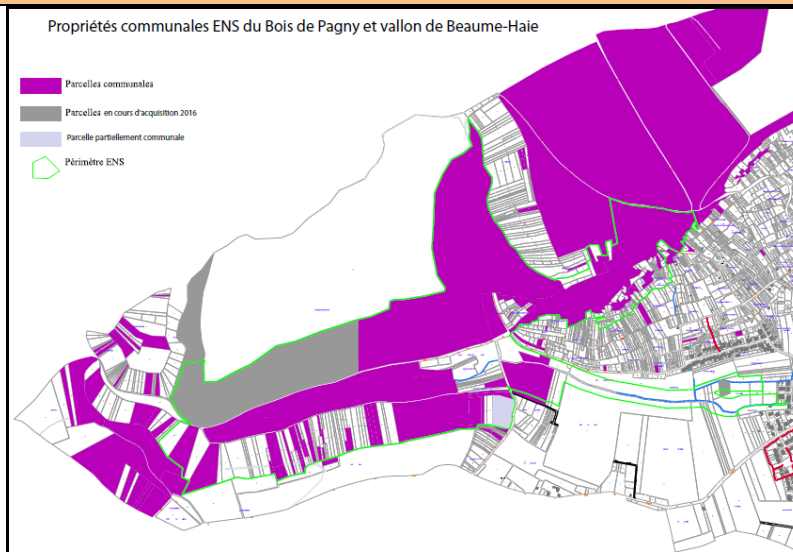 Propriétés communales ENS du Bois de Pagny et vallon de Beaume-Haie
Parcelles communales
Parcelles en cours d'acquisition 2016
Parcelle partiellement communale
Périmètre ENS